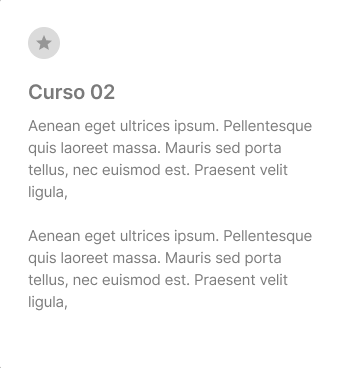 Curso 02
Aenean eget ultrices ipsum. Pellentesque
quis laoreet massa. Mauris sed porta
tellus, nec euismod est. Praesent velit
ligula,
Aenean eget ultrices ipsum. Pellentesque
quis laoreet massa. Mauris sed porta
tellus, nec euismod est. Praesent velit
ligula,